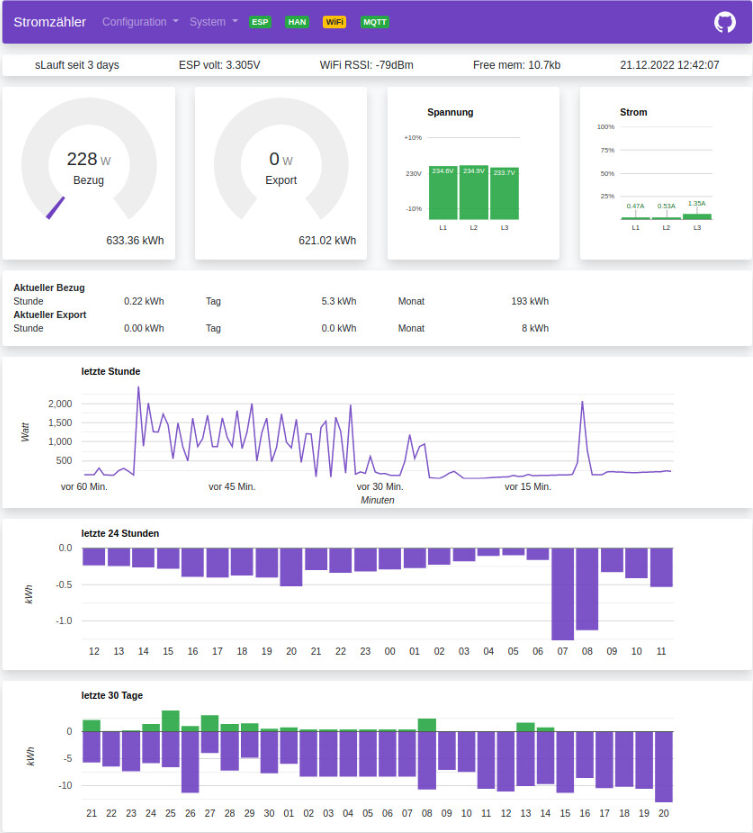 Stromzähler Configuration System ESP HAN WiFi MQTT
sLauft seit 3 days ESP volt: 3.305V WiFi RSSI: -79dBm Free mem: 10.7kb 21.12.2022 12:42:07
228 W
Bezug
633.36 kWh
0 W
Export
621.02 kWh
Spannung
+10%
230V
-10%
234.6V 234.9V 233.7V
L1 L2 L3
Strom
100%
75%
50%
25%
0.47A 0.53A 1.35A
L1 L2 L3
Aktueller Bezug
Stunde 0.22 kWh Tag 5.3 kWh Monat 193 kWh
Aktueller Export
Stunde 0.00 kWh Tag 0.0 kWh Monat 8 kWh
letzte Stunde
Watt
2,000
1,500
1,000
500
vor 60 Min. vor 45 Min. vor 30 Min. vor 15 Min.
Minuten
letzte 24 Stunden
kWh
0.0
-0.5
-1.0
12 13 14 15 16 17 18 19 20 21 22 23 00 01 02 03 04 05 06 07 08 09 10 11
letzte 30 Tage
kWh
0
-5
-10
21 22 23 24 25 26 27 28 29 30 01 02 03 04 05 06 07 08 09 10 11 12 13 14 15 16 17 18 19 20